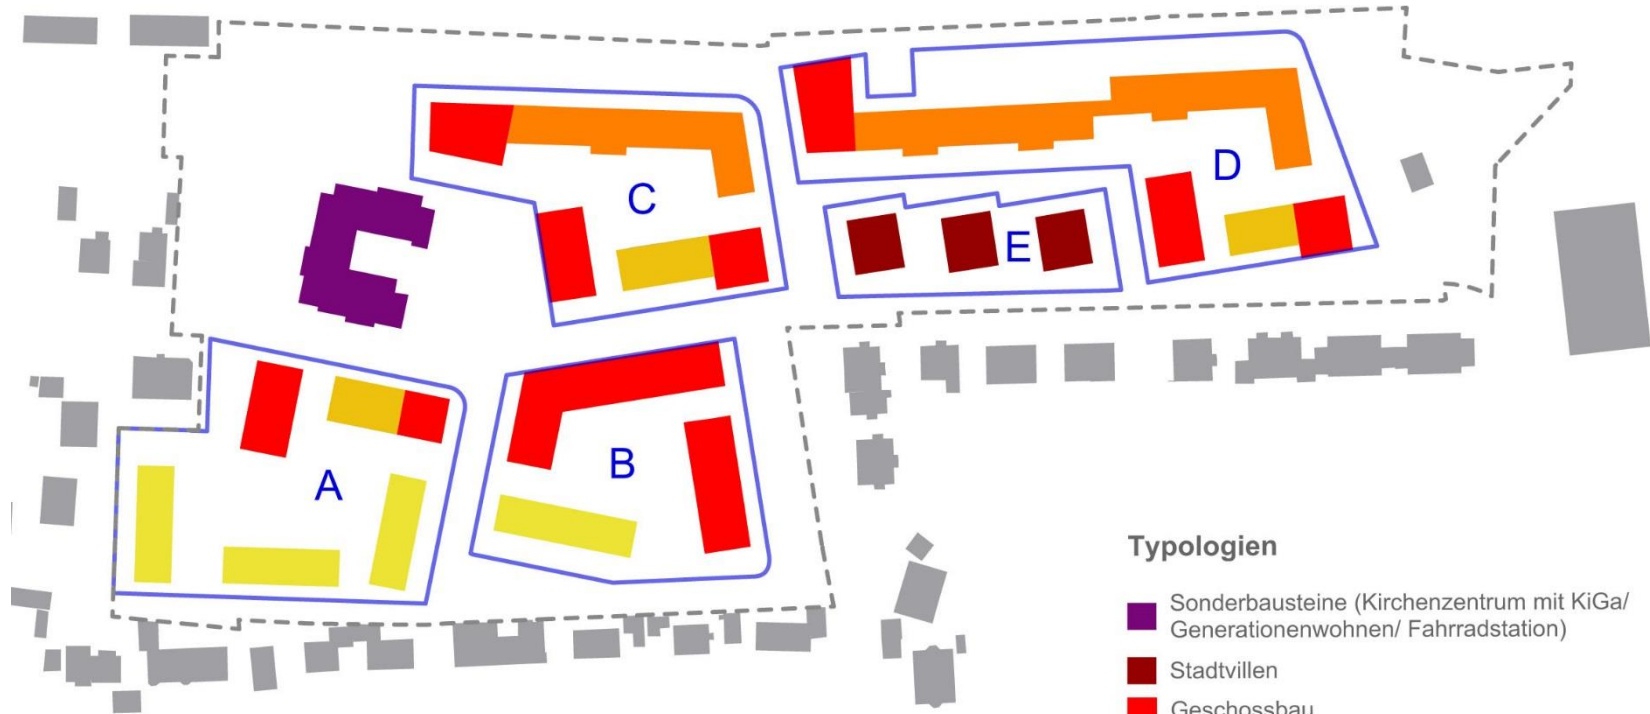 C
D
E
A
B
Typologien
Sonderbausteine (Kirchenzentrum mit KiGa/
Generationenwohnen/ Fahrradstation)
Stadtvillen
Geschossbau